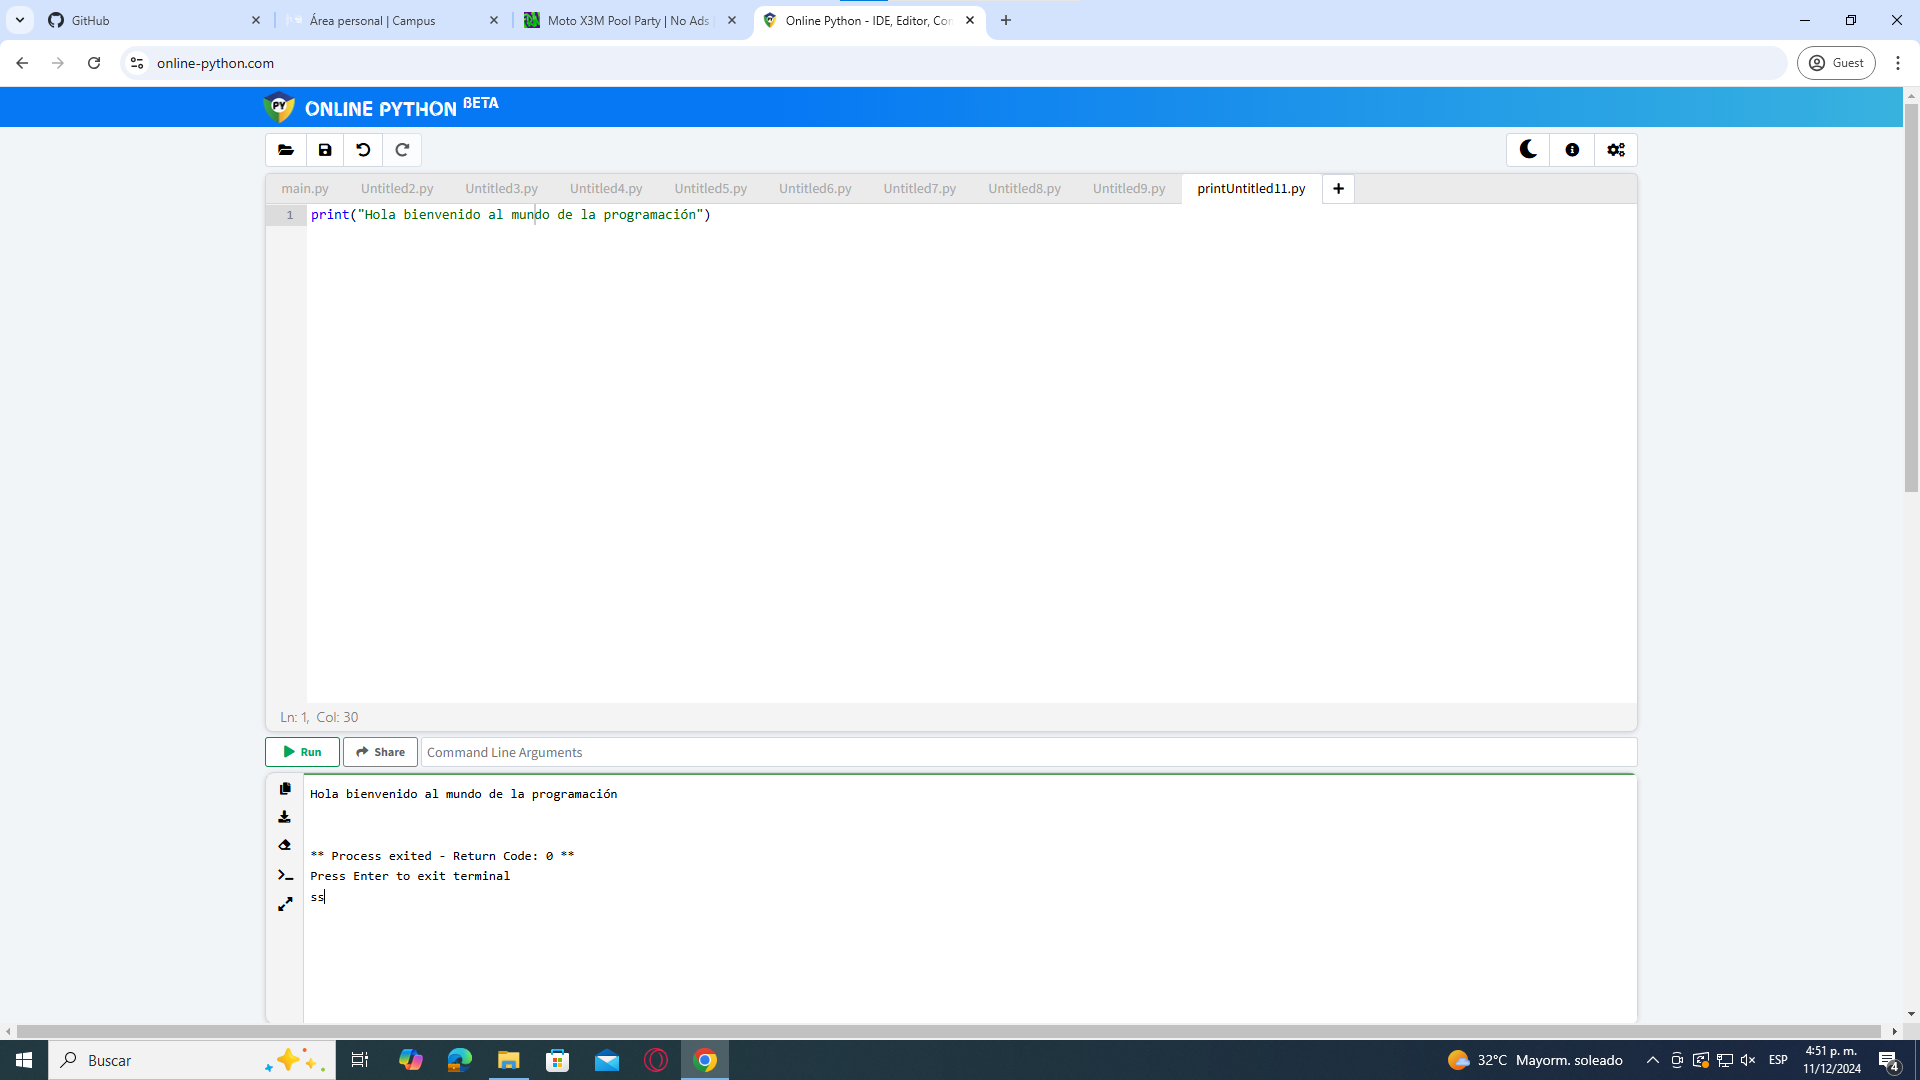 GitHub
Área personal | Campus
Moto X3M Pool Party | No Ads
Online Python - IDE, Editor, Con
online-python.com
Guest
PY ONLINE PYTHON BETA
main.py Untitled2.py Untitled3.py Untitled4.py Untitled5.py Untitled6.py Untitled7.py Untitled8.py Untitled9.py printUntitled11.py +
1 print("Hola bienvenido al mundo de la programación")
Ln: 1, Col: 30
Run Share Command Line Arguments
Hola bienvenido al mundo de la programación
** Process exited - Return Code: 0 **
Press Enter to exit terminal
ss
Buscar
32°C Mayorm. soleado
ESP
4:51 p. m.
11/12/2024
4